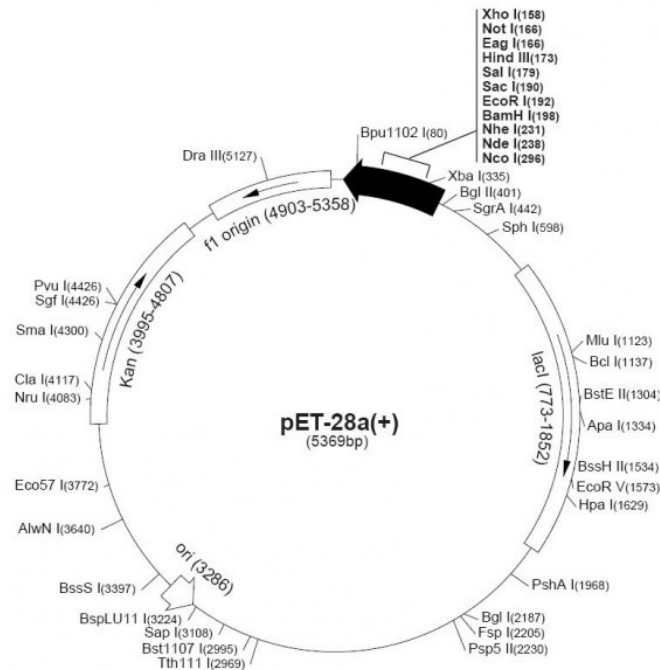 Xho I(158)
Not I(166)
Eag I(166)
Hind III(173)
Sal I(179)
Sac I(190)
EcoR I(192)
BamH I(198)
Nhe I(231)
Nde I(238)
Nco I(296)
Bpu1102 I(80)
Dra III(5127)
Xba I(335)
Bgl II(401)
SgrA I(442)
Sph I(598)
f1 origin (4903-5358)
Pvu I(4426)
Sgf I(4426)
Sma I(4300)
Kan (3995-4807)
Cla I(4117)
Nru I(4083)
Mlu I(1123)
Bcl I(1137)
lacI (773-1852)
BstE II(1304)
Apa I(1334)
pET-28a(+)
(5369bp)
BssH II(1534)
EcoR V(1573)
Hpa I(1629)
Eco57 I(3772)
AlwN I(3640)
ori (3286)
BssS I(3397)
PshA I(1968)
BspLU11 I(3224)
Sap I(3108)
Bst1107 I(2995)
Tth111 I(2969)
Bgl I(2187)
Fsp I(2205)
Psp5 II(2230)